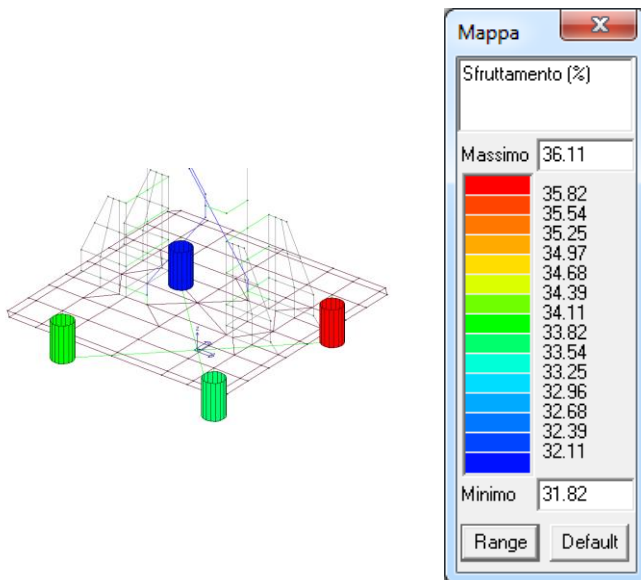 Mappa
Sfruttamento (%)
Massimo 36.11
35.82
35.54
35.25
34.97
34.68
34.39
34.11
33.82
33.54
33.25
32.96
32.68
32.39
32.11
Minimo 31.82
Range Default